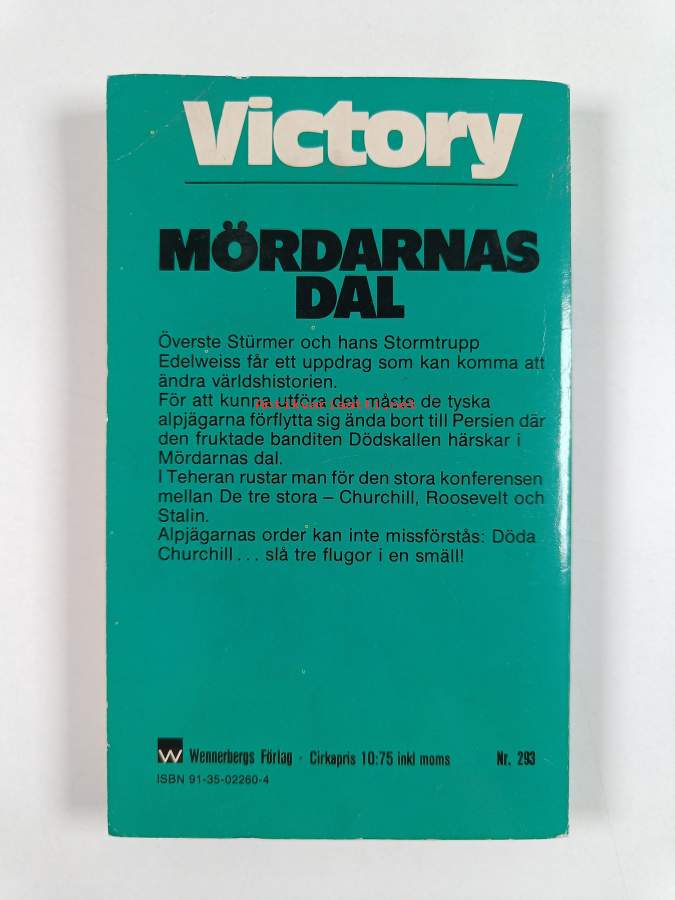 Victory
MÖRDARNAS
DAL
Överste Stürmer och hans Stormtrupp
Edelweiss får ett uppdrag som kan komma att
ändra världshistorien.
För att kunna utföra det måste de tyska
alpjägarna förflytta sig ända bort till Persien där
den fruktade banditen Dödskallen härskar i
Mördarnas dal.
I Teheran rustar man för den stora konferensen
mellan De tre stora – Churchill, Roosevelt och
Stalin.
Alpjägarnas order kan inte missförstås: Döda
Churchill . . . slå tre flugor i en smäll!
W Wennerbergs Förlag · Cirkapris 10:75 inkl moms Nr. 293
ISBN 91-35-02260-4